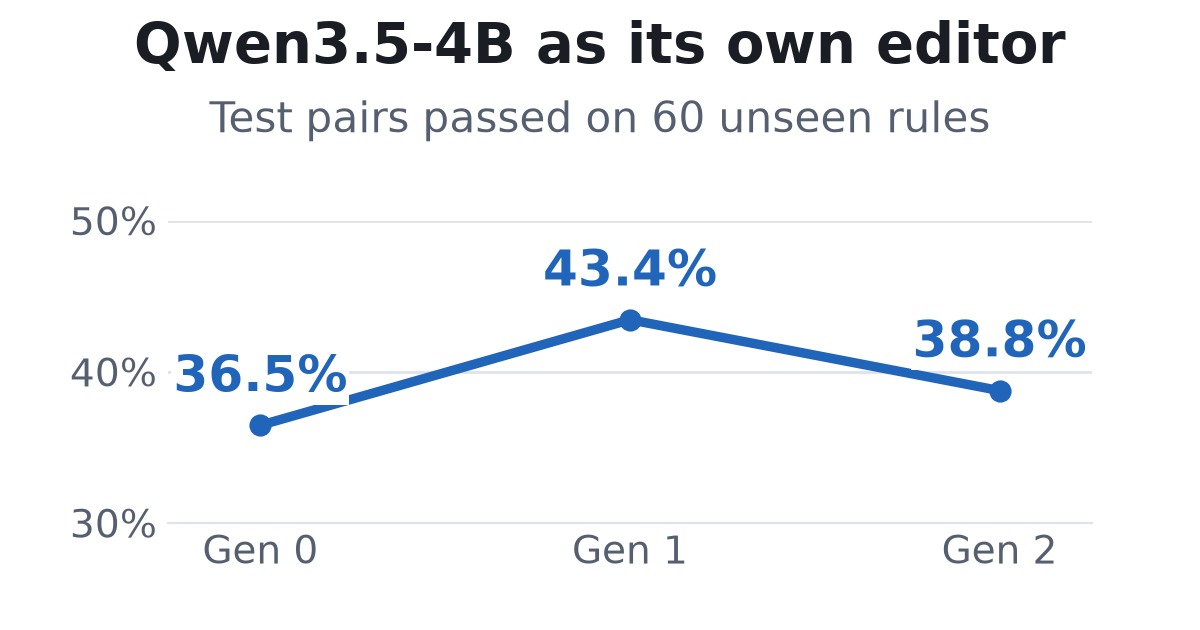 Qwen3.5-4B as its own editor
Test pairs passed on 60 unseen rules
50%
43.4%
38.8%
40%
36.5%
30%
Gen 0
Gen 1
Gen 2